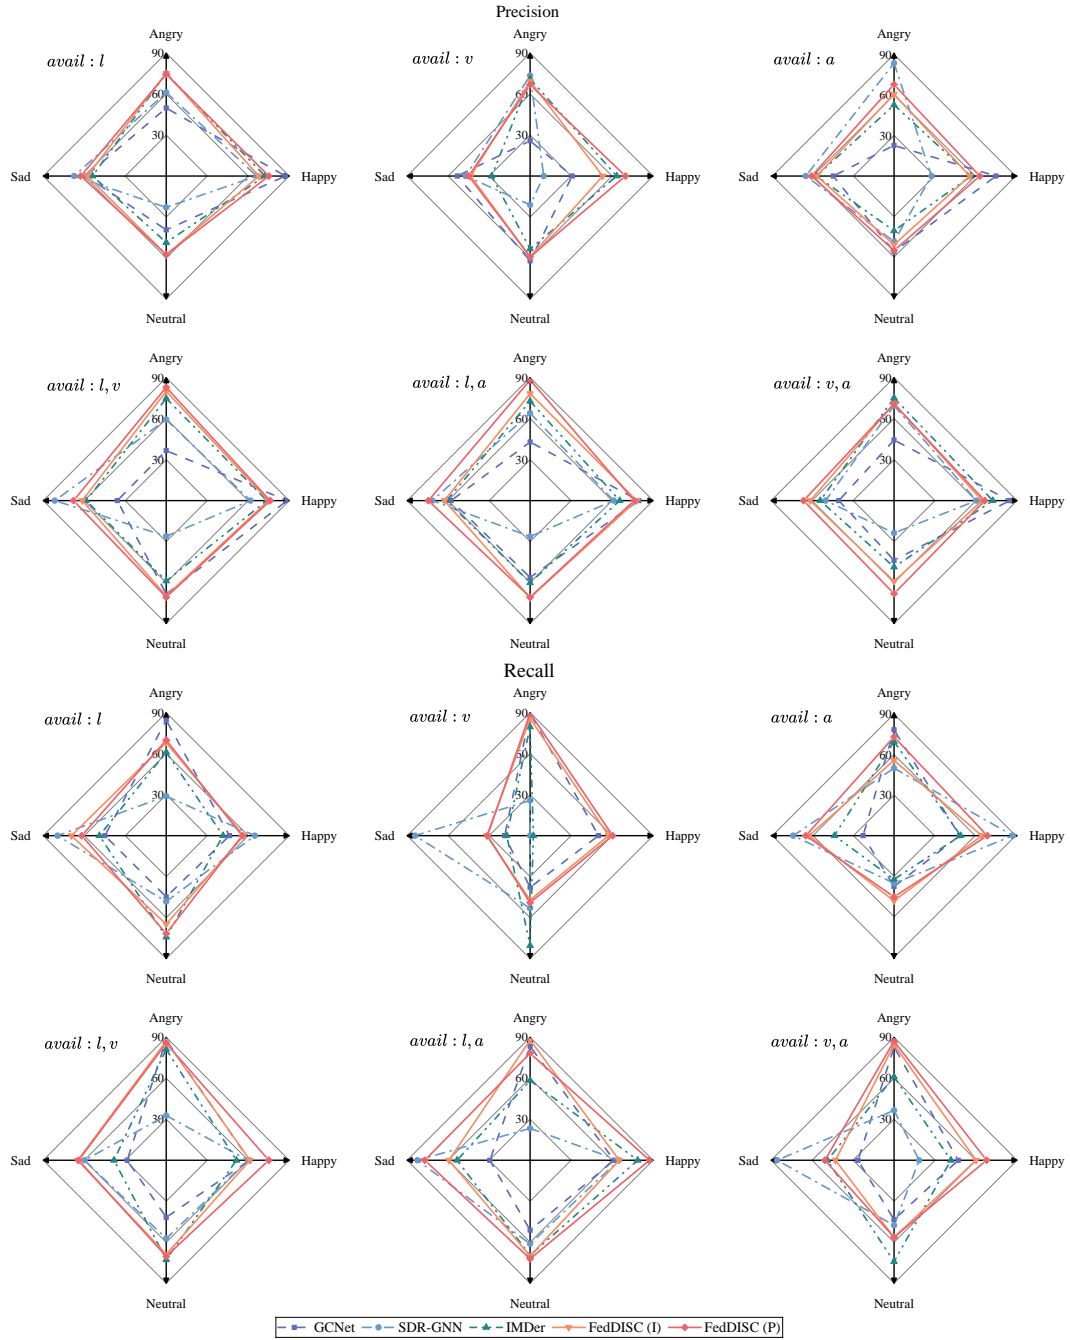 Precision
avail : l
Angry
90
60
30
Sad
Happy
Neutral
avail : v
Angry
90
60
30
Sad
Happy
Neutral
avail : a
Angry
90
60
30
Sad
Happy
Neutral
avail : l, v
Angry
90
60
30
Sad
Happy
Neutral
avail : l, a
Angry
90
60
30
Sad
Happy
Neutral
avail : v, a
Angry
90
60
30
Sad
Happy
Neutral
Recall
avail : l
Angry
90
60
30
Sad
Happy
Neutral
avail : v
Angry
90
60
30
Sad
Happy
Neutral
avail : a
Angry
90
60
30
Sad
Happy
Neutral
avail : l, v
Angry
90
60
30
Sad
Happy
Neutral
avail : l, a
Angry
90
60
30
Sad
Happy
Neutral
avail : v, a
Angry
90
60
30
Sad
Happy
Neutral
GCNet SDR-GNN IMDer FedDISC (I) FedDISC (P)